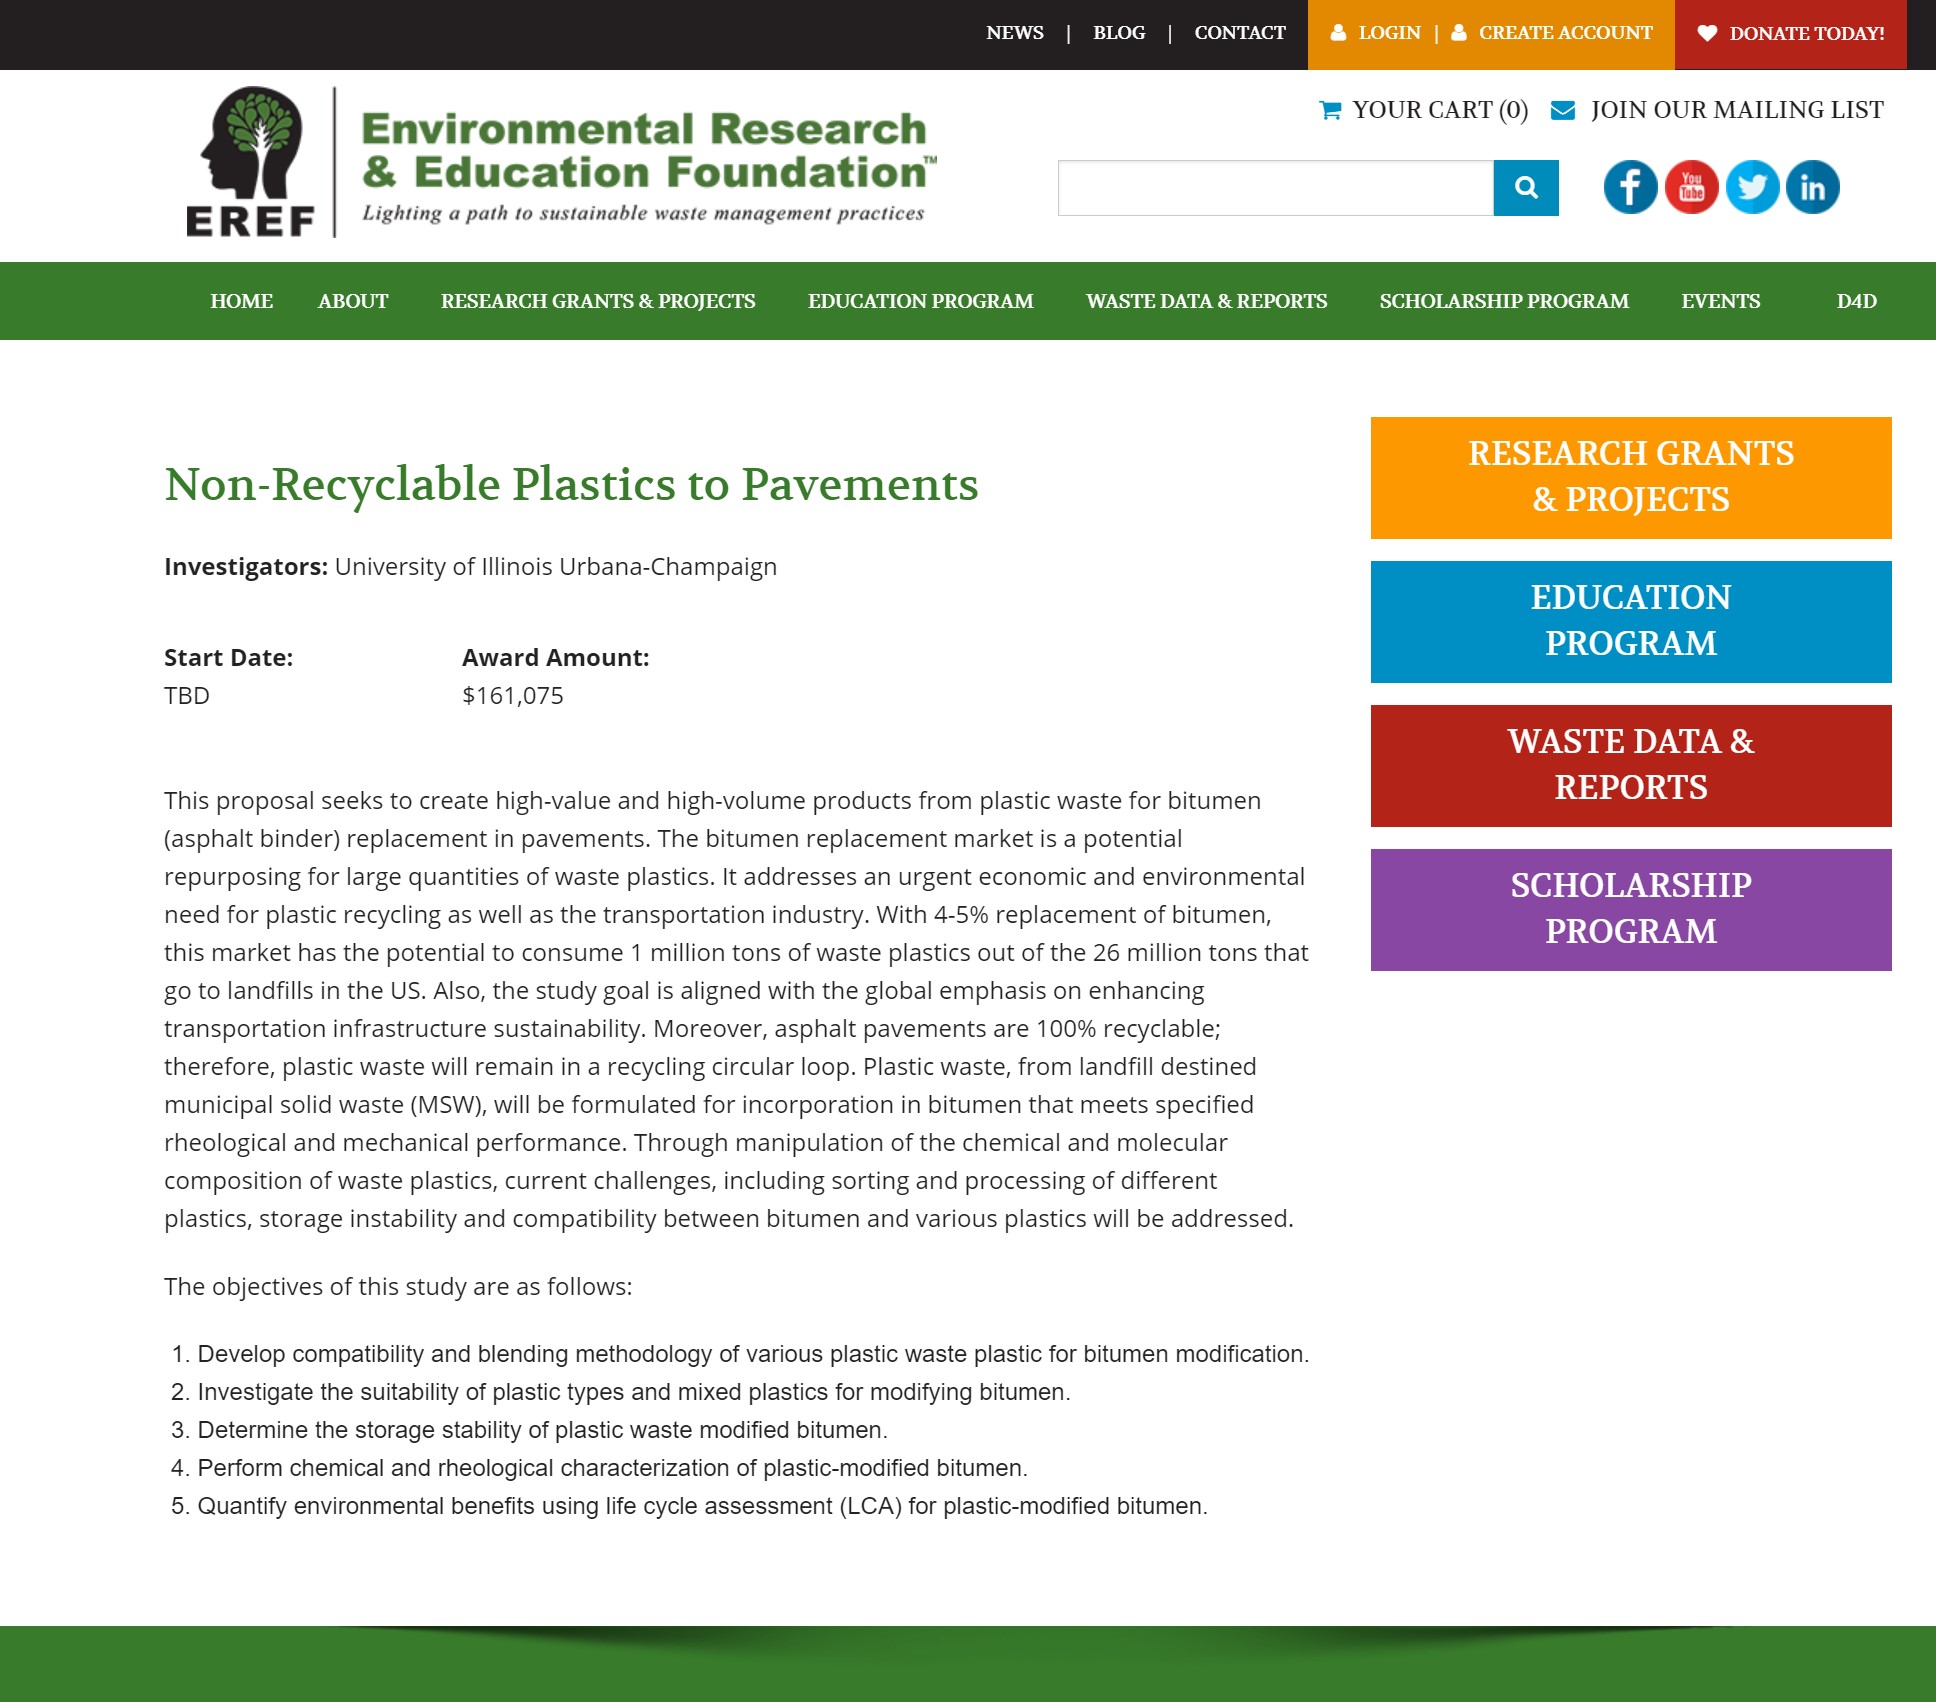 NEWS | BLOG | CONTACT LOGIN | CREATE ACCOUNT DONATE TODAY!
YOUR CART (0) JOIN OUR MAILING LIST
EREF
Environmental Research
& Education Foundation™
Lighting a path to sustainable waste management practices
You
Tube
in
HOME ABOUT RESEARCH GRANTS & PROJECTS EDUCATION PROGRAM WASTE DATA & REPORTS SCHOLARSHIP PROGRAM EVENTS D4D
Non-Recyclable Plastics to Pavements
Investigators: University of Illinois Urbana-Champaign
Start Date: Award Amount:
TBD $161,075
This proposal seeks to create high-value and high-volume products from plastic waste for bitumen
(asphalt binder) replacement in pavements. The bitumen replacement market is a potential
repurposing for large quantities of waste plastics. It addresses an urgent economic and environmental
need for plastic recycling as well as the transportation industry. With 4-5% replacement of bitumen,
this market has the potential to consume 1 million tons of waste plastics out of the 26 million tons that
go to landfills in the US. Also, the study goal is aligned with the global emphasis on enhancing
transportation infrastructure sustainability. Moreover, asphalt pavements are 100% recyclable;
therefore, plastic waste will remain in a recycling circular loop. Plastic waste, from landfill destined
municipal solid waste (MSW), will be formulated for incorporation in bitumen that meets specified
rheological and mechanical performance. Through manipulation of the chemical and molecular
composition of waste plastics, current challenges, including sorting and processing of different
plastics, storage instability and compatibility between bitumen and various plastics will be addressed.
The objectives of this study are as follows:
1. Develop compatibility and blending methodology of various plastic waste plastic for bitumen modification.
2. Investigate the suitability of plastic types and mixed plastics for modifying bitumen.
3. Determine the storage stability of plastic waste modified bitumen.
4. Perform chemical and rheological characterization of plastic-modified bitumen.
5. Quantify environmental benefits using life cycle assessment (LCA) for plastic-modified bitumen.
RESEARCH GRANTS
& PROJECTS
EDUCATION
PROGRAM
WASTE DATA &
REPORTS
SCHOLARSHIP
PROGRAM